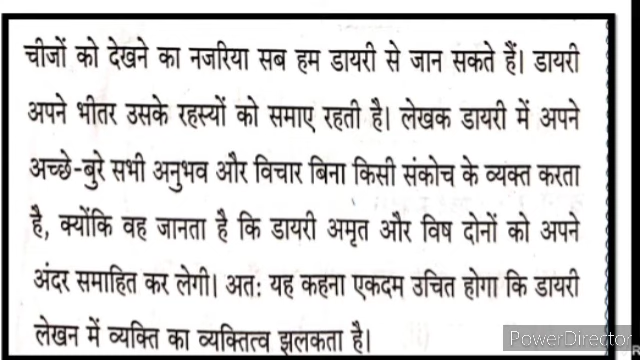 चीजों को देखने का नजरिया सब हम डायरी से जान सकते हैं। डायरी
अपने भीतर उसके रहस्यों को समाए रहती है। लेखक डायरी में अपने
अच्छे-बुरे सभी अनुभव और विचार बिना किसी संकोच के व्यक्त करता
है, क्योंकि वह जानता है कि डायरी अमृत और विष दोनों को अपने
अंदर समाहित कर लेगी। अतः यह कहना एकदम उचित होगा कि डायरी
लेखन में व्यक्ति का व्यक्तित्व झलकता है।
PowerDirector